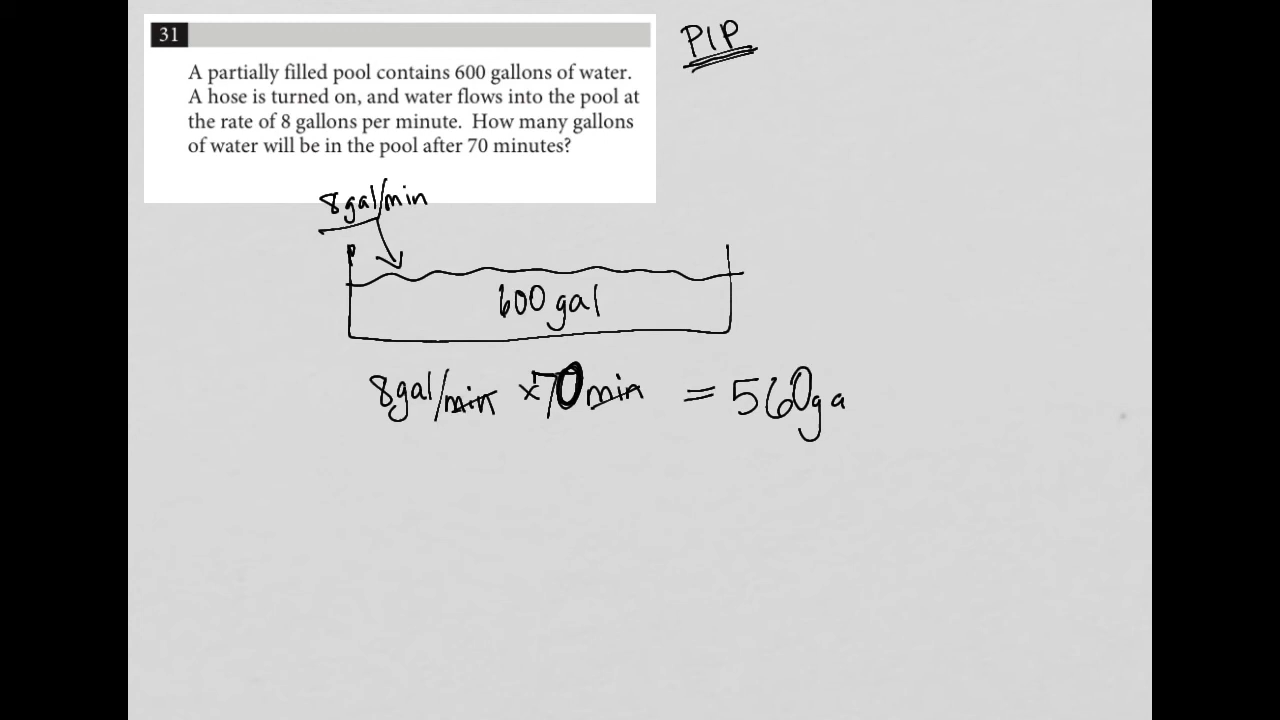 31
PIP
A partially filled pool contains 600 gallons of water.
A hose is turned on, and water flows into the pool at
the rate of 8 gallons per minute. How many gallons
of water will be in the pool after 70 minutes?
8gal/min
600 gal
8gal/min x70min = 560ga